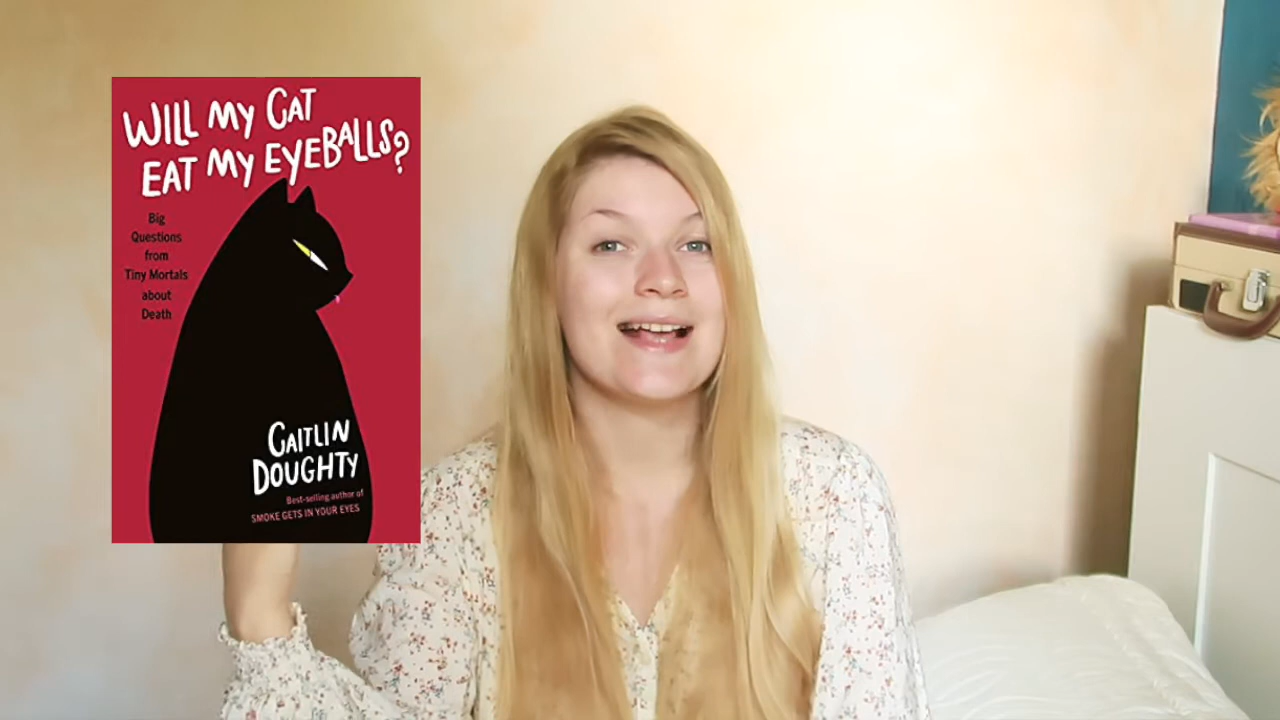 WILL MY CAT
EAT MY EYEBALLS?
Big
Questions
from
Tiny Mortals
about
Death
CAITLIN
DOUGHTY
Best-selling author of
SMOKE GETS IN YOUR EYES